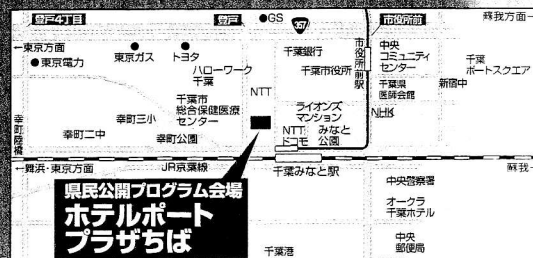 登戸4丁目
登戸
●GS
357
市役所前
蘇我方面→
←東京方面
●東京電力
東京ガス
トヨタ
ハローワーク
千葉
千葉市
総合保健医療
センター
NTT
千葉銀行
千葉市役所
市役所前駅
中央
コミュニティ
センター
千葉県
医師会館
新宿中
千葉
ポートスクエア
幸町陸橋
幸町二中
幸町三小
幸町公園
ライオンズ
マンション
NTT
ドコモ
みなと
公園
NHK
←舞浜・東京方面
JR京葉線
千葉みなと駅
蘇我→
県民公開プログラム会場
ホテルポート
プラザちば
千葉港
中央警察署
オークラ
千葉ホテル
中央
郵便局